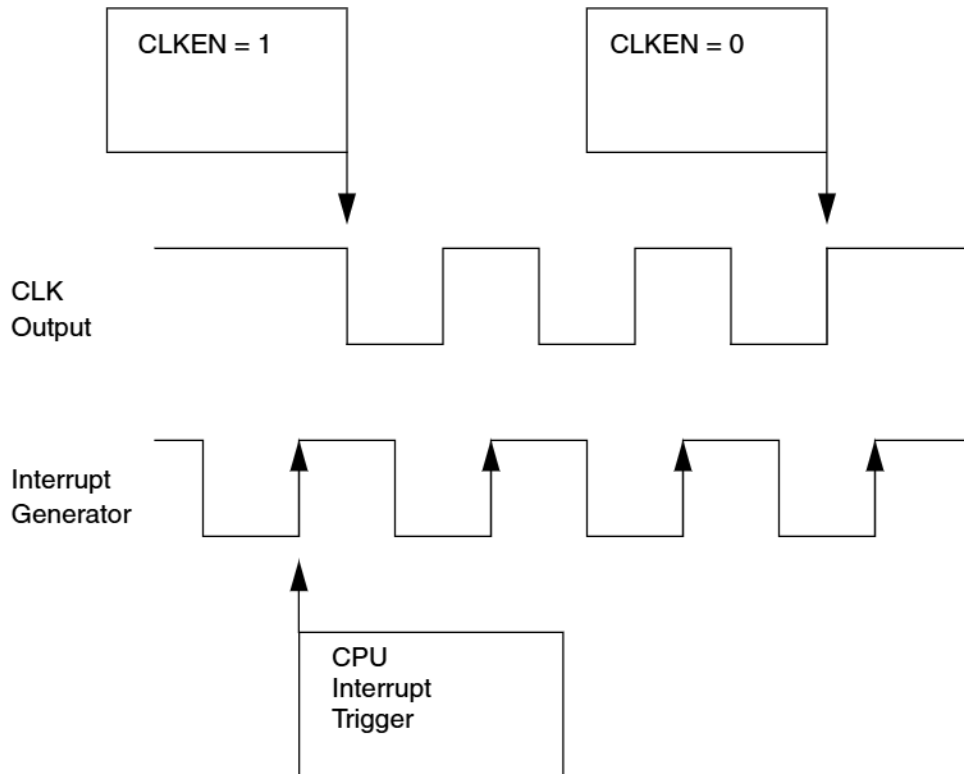 CLKEN = 1
CLKEN = 0
CLK
Output
Interrupt
Generator
CPU
Interrupt
Trigger